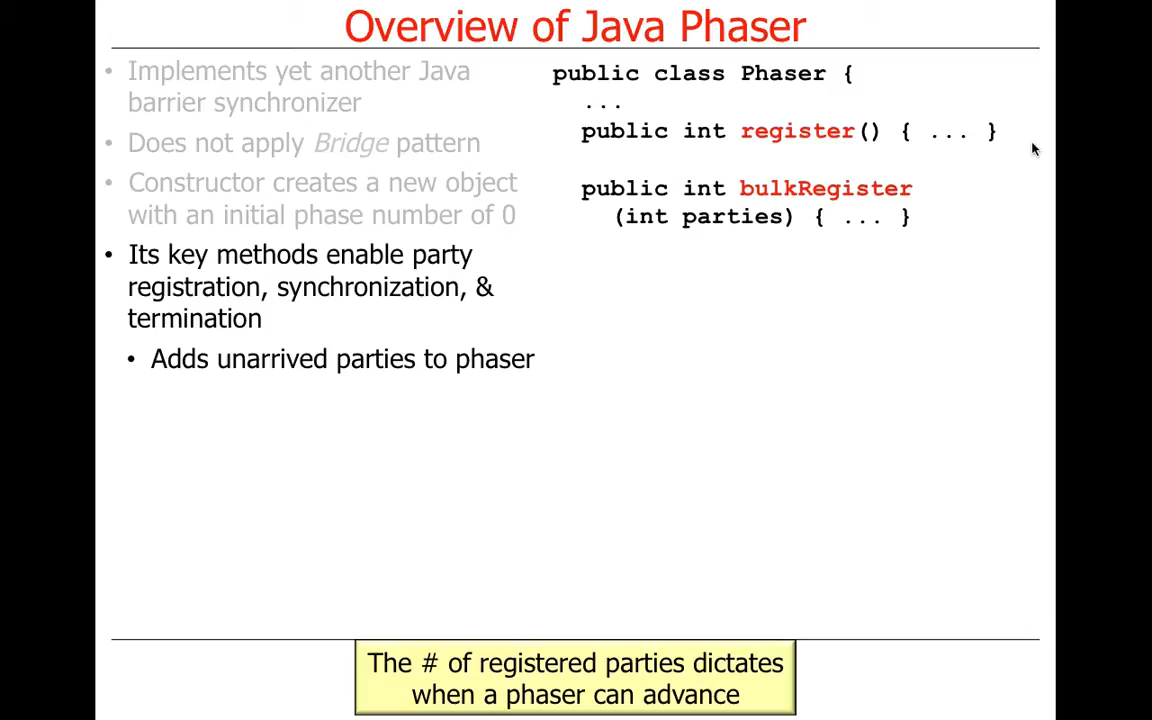 Overview of Java Phaser
• Implements yet another Java
barrier synchronizer
• Does not apply Bridge pattern
• Constructor creates a new object
with an initial phase number of 0
• Its key methods enable party
registration, synchronization, &
termination
• Adds unarrived parties to phaser
public class Phaser {
...
public int register() { ... }
public int bulkRegister
(int parties) { ... }
The # of registered parties dictates
when a phaser can advance